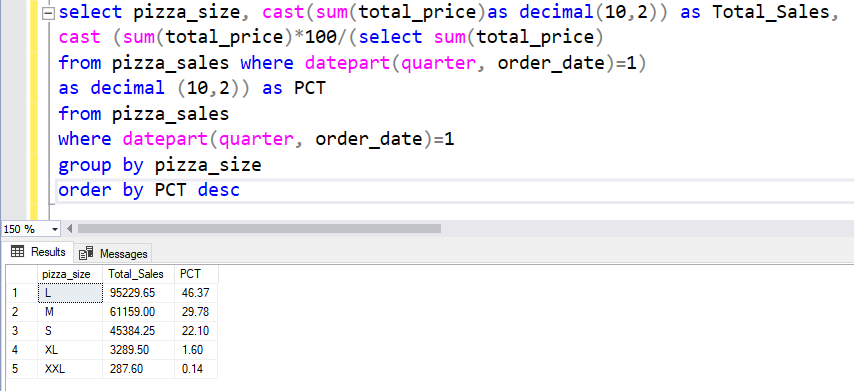 select pizza_size, cast(sum(total_price)as decimal(10,2)) as Total_Sales,
cast (sum(total_price)*100/(select sum(total_price)
from pizza_sales where datepart(quarter, order_date)=1)
as decimal (10,2)) as PCT
from pizza_sales
where datepart(quarter, order_date)=1
group by pizza_size
order by PCT desc
150 %
Results Messages
pizza_size Total_Sales PCT
1 L 95229.65 46.37
2 M 61159.00 29.78
3 S 45384.25 22.10
4 XL 3289.50 1.60
5 XXL 287.60 0.14